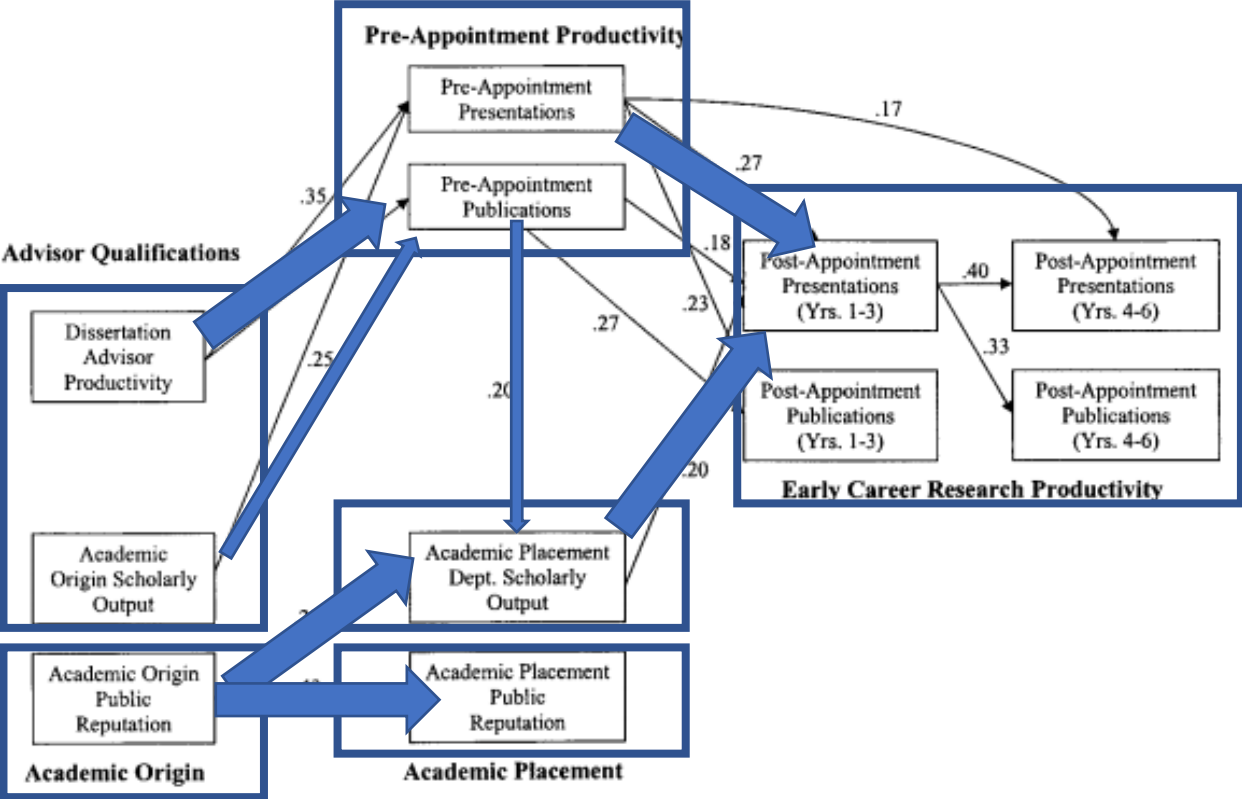 Pre-Appointment Productivity
Pre-Appointment
Presentations
.17
.27
Pre-Appointment
Publications
.35
Advisor Qualifications
.18
.23
.27
Post-Appointment
Presentations
(Yrs. 1-3)
.40
Post-Appointment
Presentations
(Yrs. 4-6)
Dissertation
Advisor
Productivity
.25
.33
.20
Post-Appointment
Publications
(Yrs. 1-3)
Post-Appointment
Publications
(Yrs. 4-6)
.20
Early Career Research Productivity
Academic
Origin Scholarly
Output
Academic Placement
Dept. Scholarly
Output
Academic Origin
Public
Reputation
Academic Placement
Public
Reputation
Academic Origin
Academic Placement